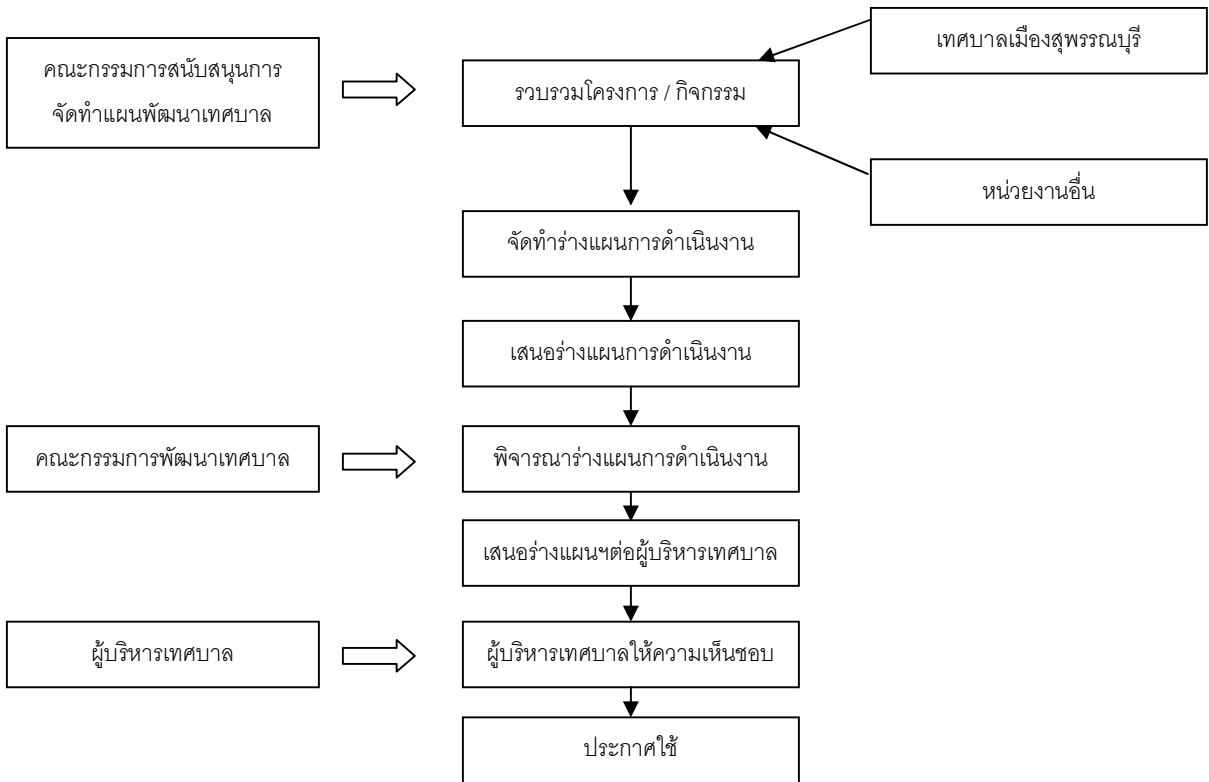 เทศบาลเมืองสุพรรณบุรี
คณะกรรมการสนับสนุนการ
จัดทำแผนพัฒนาเทศบาล
รวบรวมโครงการ / กิจกรรม
หน่วยงานอื่น
จัดทำร่างแผนการดำเนินงาน
เสนอร่างแผนการดำเนินงาน
คณะกรรมการพัฒนาเทศบาล
พิจารณาร่างแผนการดำเนินงาน
เสนอร่างแผนฯต่อผู้บริหารเทศบาล
ผู้บริหารเทศบาล
ผู้บริหารเทศบาลให้ความเห็นชอบ
ประกาศใช้